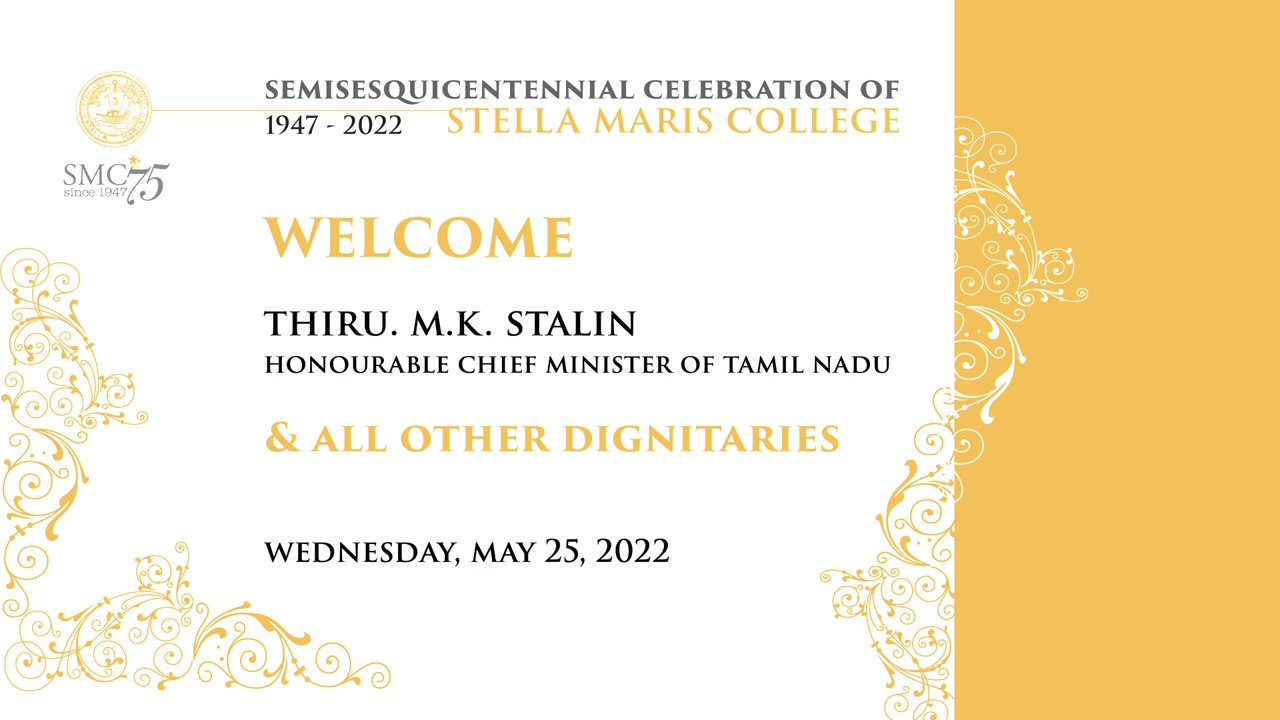 SEMISESQUICENTENNIAL CELEBRATION OF
1947 - 2022 STELLA MARIS COLLEGE
SMC75
since 1947
WELCOME
THIRU. M.K. STALIN
HONOURABLE CHIEF MINISTER OF TAMIL NADU
& ALL OTHER DIGNITARIES
WEDNESDAY, MAY 25, 2022